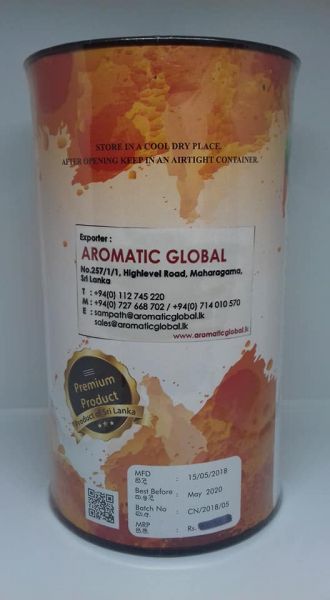 STORE IN A COOL DRY PLACE.
AFTER OPENING KEEP IN AN AIRTIGHT CONTAINER.
Exporter :
AROMATIC GLOBAL
No.257/1/1, Highlevel Road, Maharagama,
Sri Lanka
T : +94(0) 112 745 220
M : +94(0) 727 668 702 / +94(0) 714 010 570
E : sampath@aromaticglobal.lk
sales@aromaticglobal.lk
www.aromaticglobal.lk
Premium
Product
Product of Sri Lanka
MFD : 15/05/2018
Best Before : May 2020
Batch No : CN/2018/05
MRP : Rs.